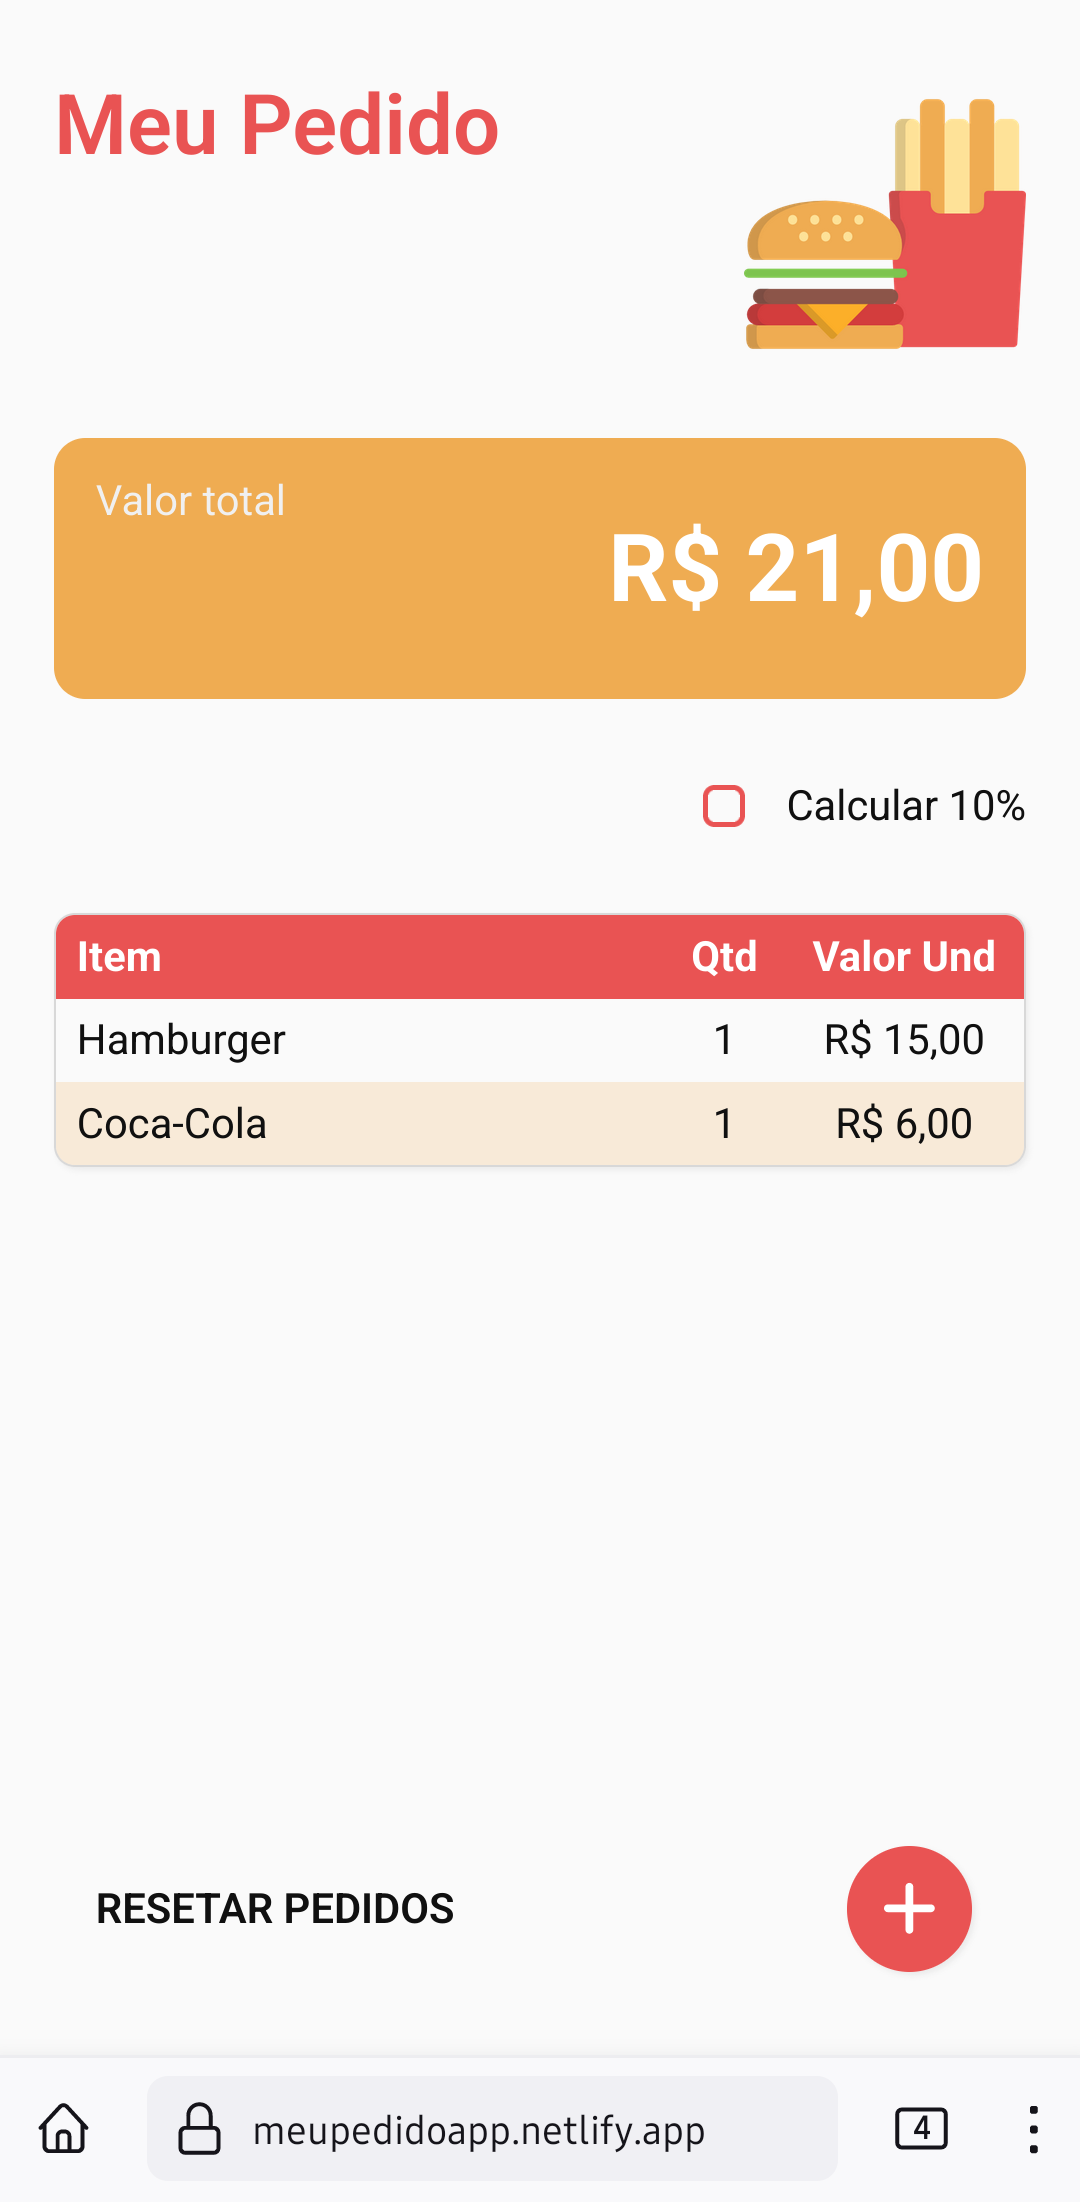 Meu Pedido
Valor total
R$ 21,00
Calcular 10%
Item Qtd Valor Und
Hamburger 1 R$ 15,00
Coca-Cola 1 R$ 6,00
RESETAR PEDIDOS
meupedidoapp.netlify.app 4